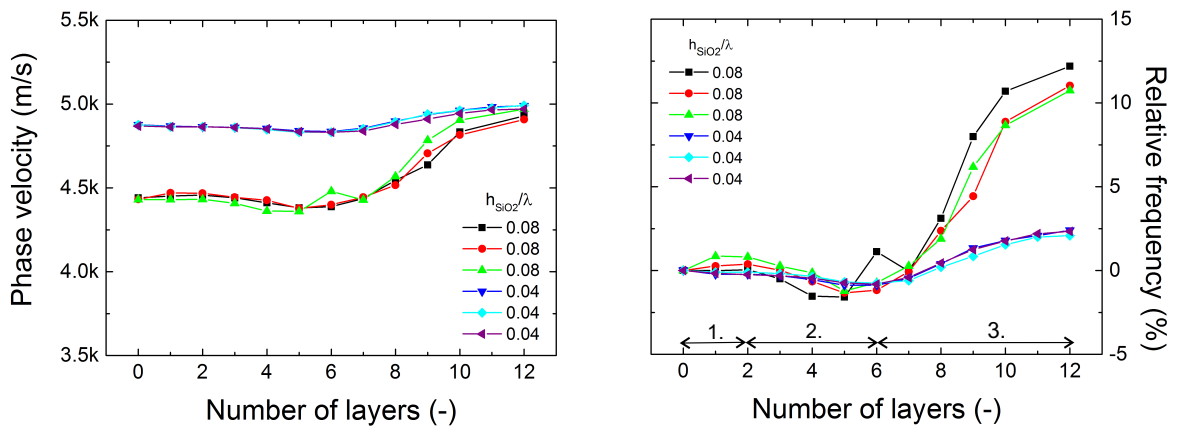 5.5k
5.0k
4.5k
4.0k
3.5k
Phase velocity (m/s)
0 2 4 6 8 10 12
Number of layers (-)
hSiO2/λ
0.08
0.08
0.08
0.04
0.04
0.04
hSiO2/λ
0.08
0.08
0.08
0.04
0.04
0.04
1. 2. 3.
15
10
5
0
-5
Relative frequency (%)
0 2 4 6 8 10 12
Number of layers (-)